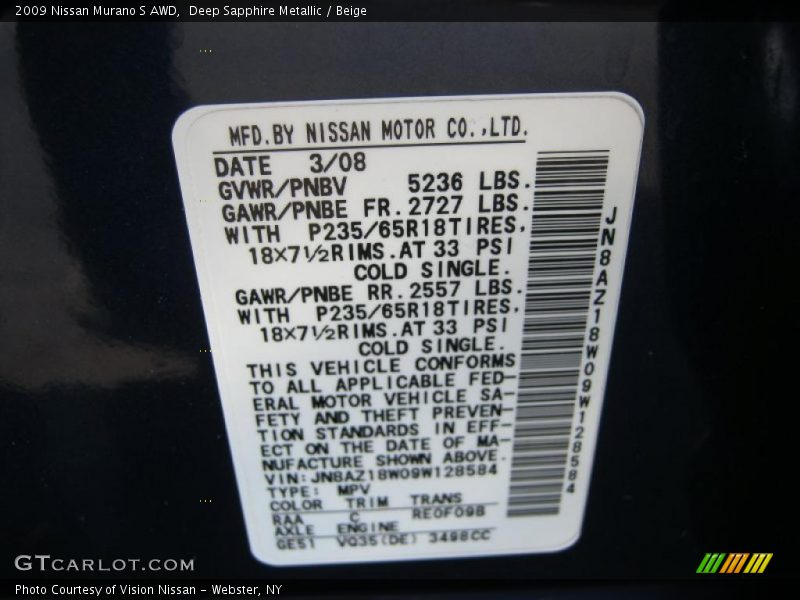 2009 Nissan Murano S AWD,  Deep Sapphire Metallic / Beige
MFD.BY NISSAN MOTOR CO.,LTD.
DATE 3/08
GVWR/PNBV 5236 LBS.
GAWR/PNBE FR. 2727 LBS.
WITH P235/65R18TIRES,
18×7½RIMS.AT 33 PSI
COLD SINGLE.
GAWR/PNBE RR. 2557 LBS.
WITH P235/65R18TIRES,
18×7½RIMS.AT 33 PSI
COLD SINGLE.
THIS VEHICLE CONFORMS
TO ALL APPLICABLE FED-
ERAL MOTOR VEHICLE SA-
FETY AND THEFT PREVEN-
TION STANDARDS IN EFF-
ECT ON THE DATE OF MA-
NUFACTURE SHOWN ABOVE.
VIN:JN8AZ18W09W128584
TYPE: MPV
COLOR TRIM TRANS
RAA C RE0F09B
AXLE ENGINE
GE51 VQ35(DE) 3498CC
JN8AZ18W09W128584
GTCARLOT.COM
Photo Courtesy of Vision Nissan - Webster, NY